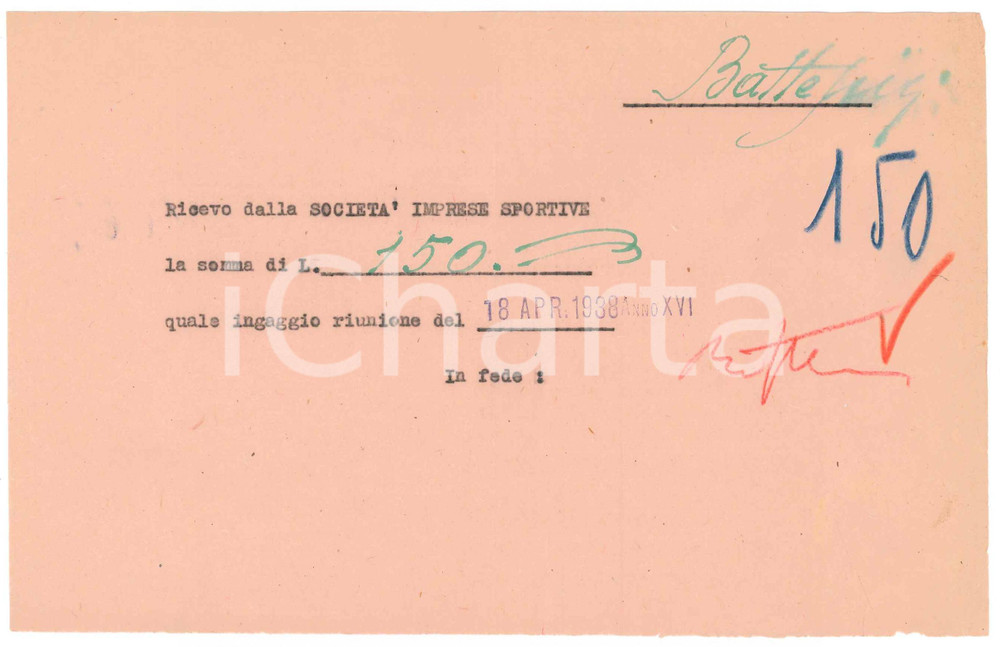 150
Ricevo dalla SOCIETA' IMPRESE SPORTIVE
la somma di L. 150.
quale ingaggio riunione del 18 APR. 1938 ANNO XVI
In fede :
iCharta